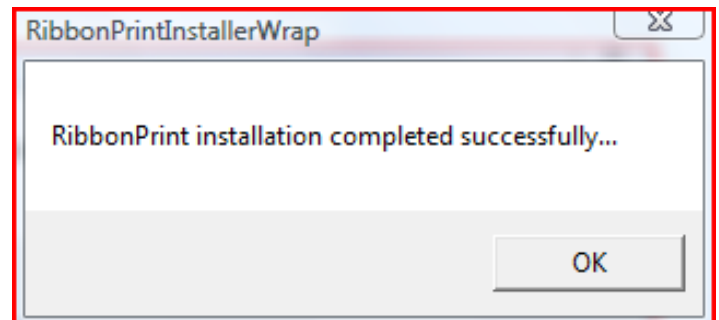 RibbonPrintInstallerWrap
RibbonPrint installation completed successfully...
OK